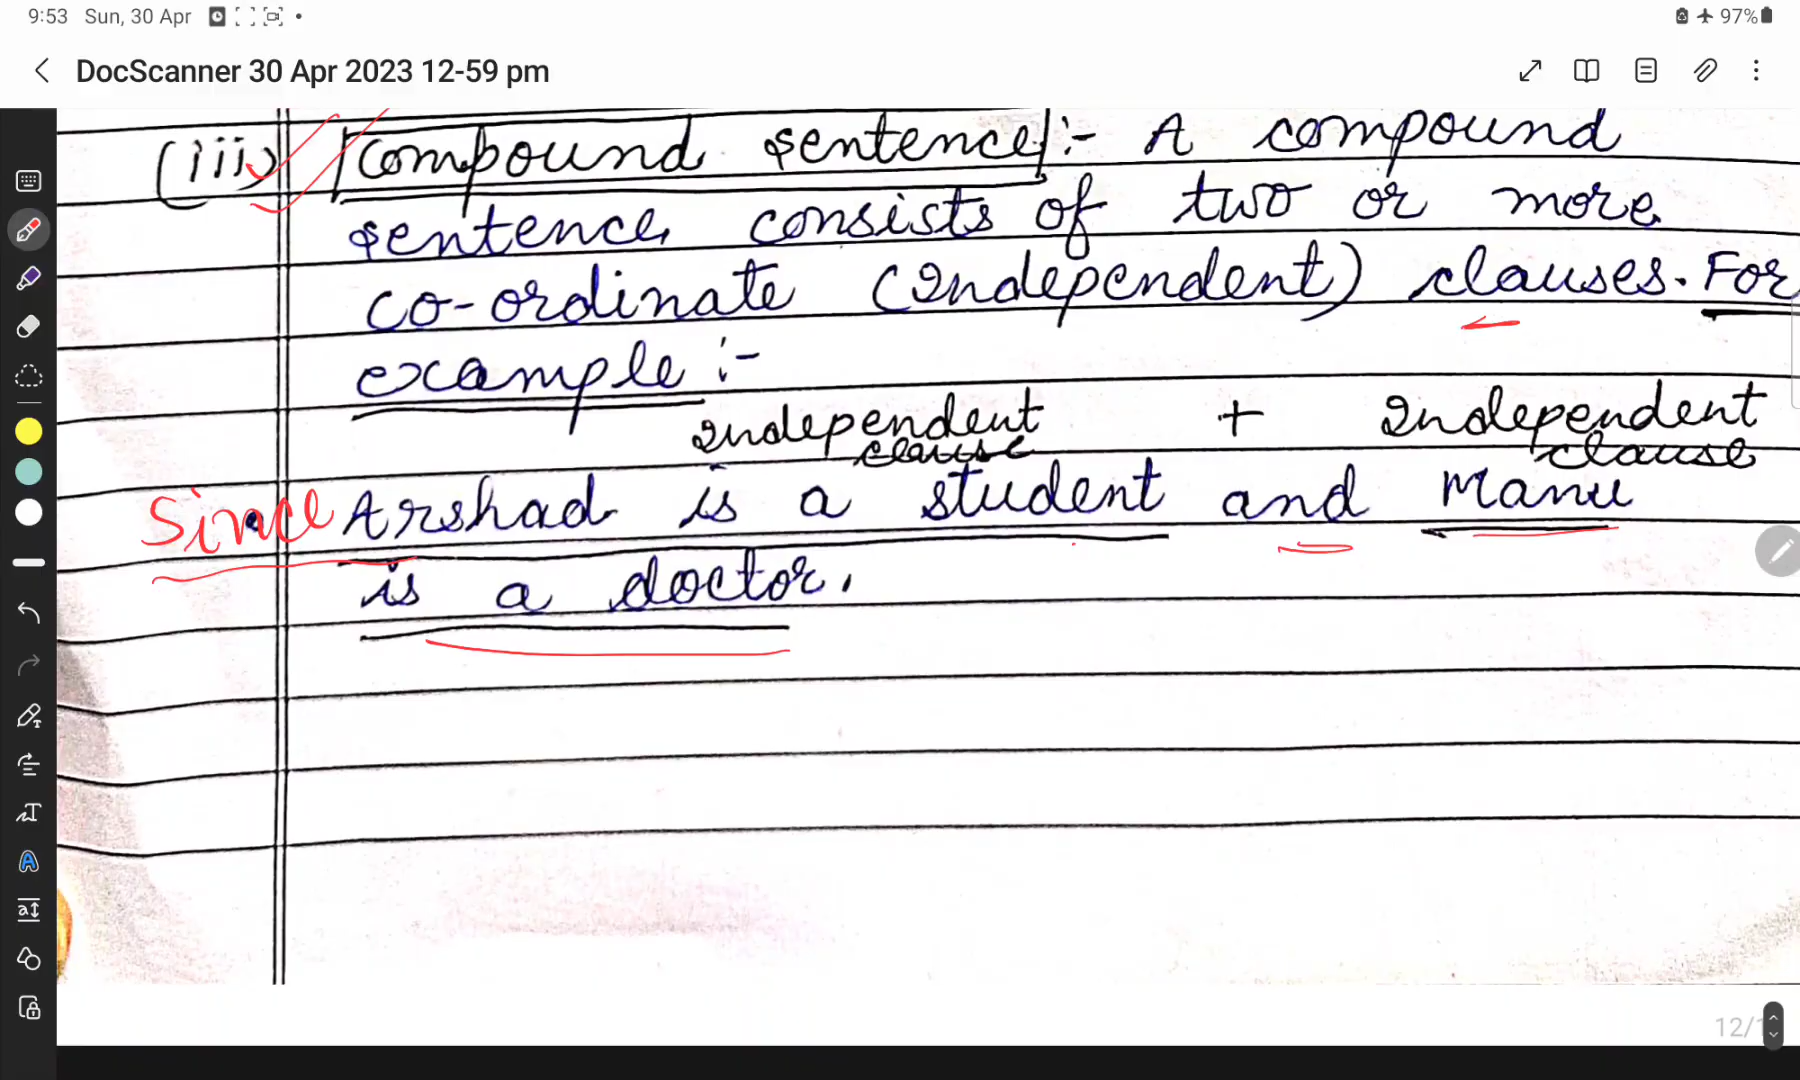 9:53 Sun, 30 Apr 97%
DocScanner 30 Apr 2023 12-59 pm
(iii) Compound sentence :- A compound
sentence consists of two or more
co-ordinate (Independent) clauses. For
example :-
Independent clause + Independent clause
Since Arshad is a student and Manu
is a doctor.
12/1